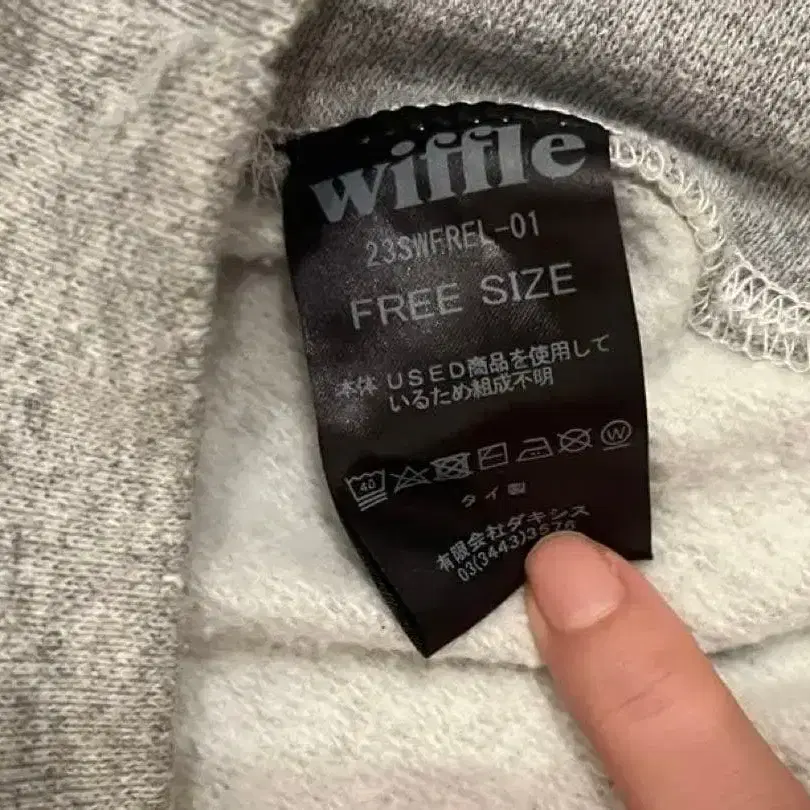 wiffle
23SWFREL-01
FREE SIZE
本体 USED商品を使用して
いるため組成不明
40
W
タイ製
有限会社ダキシス
03(3443)3576